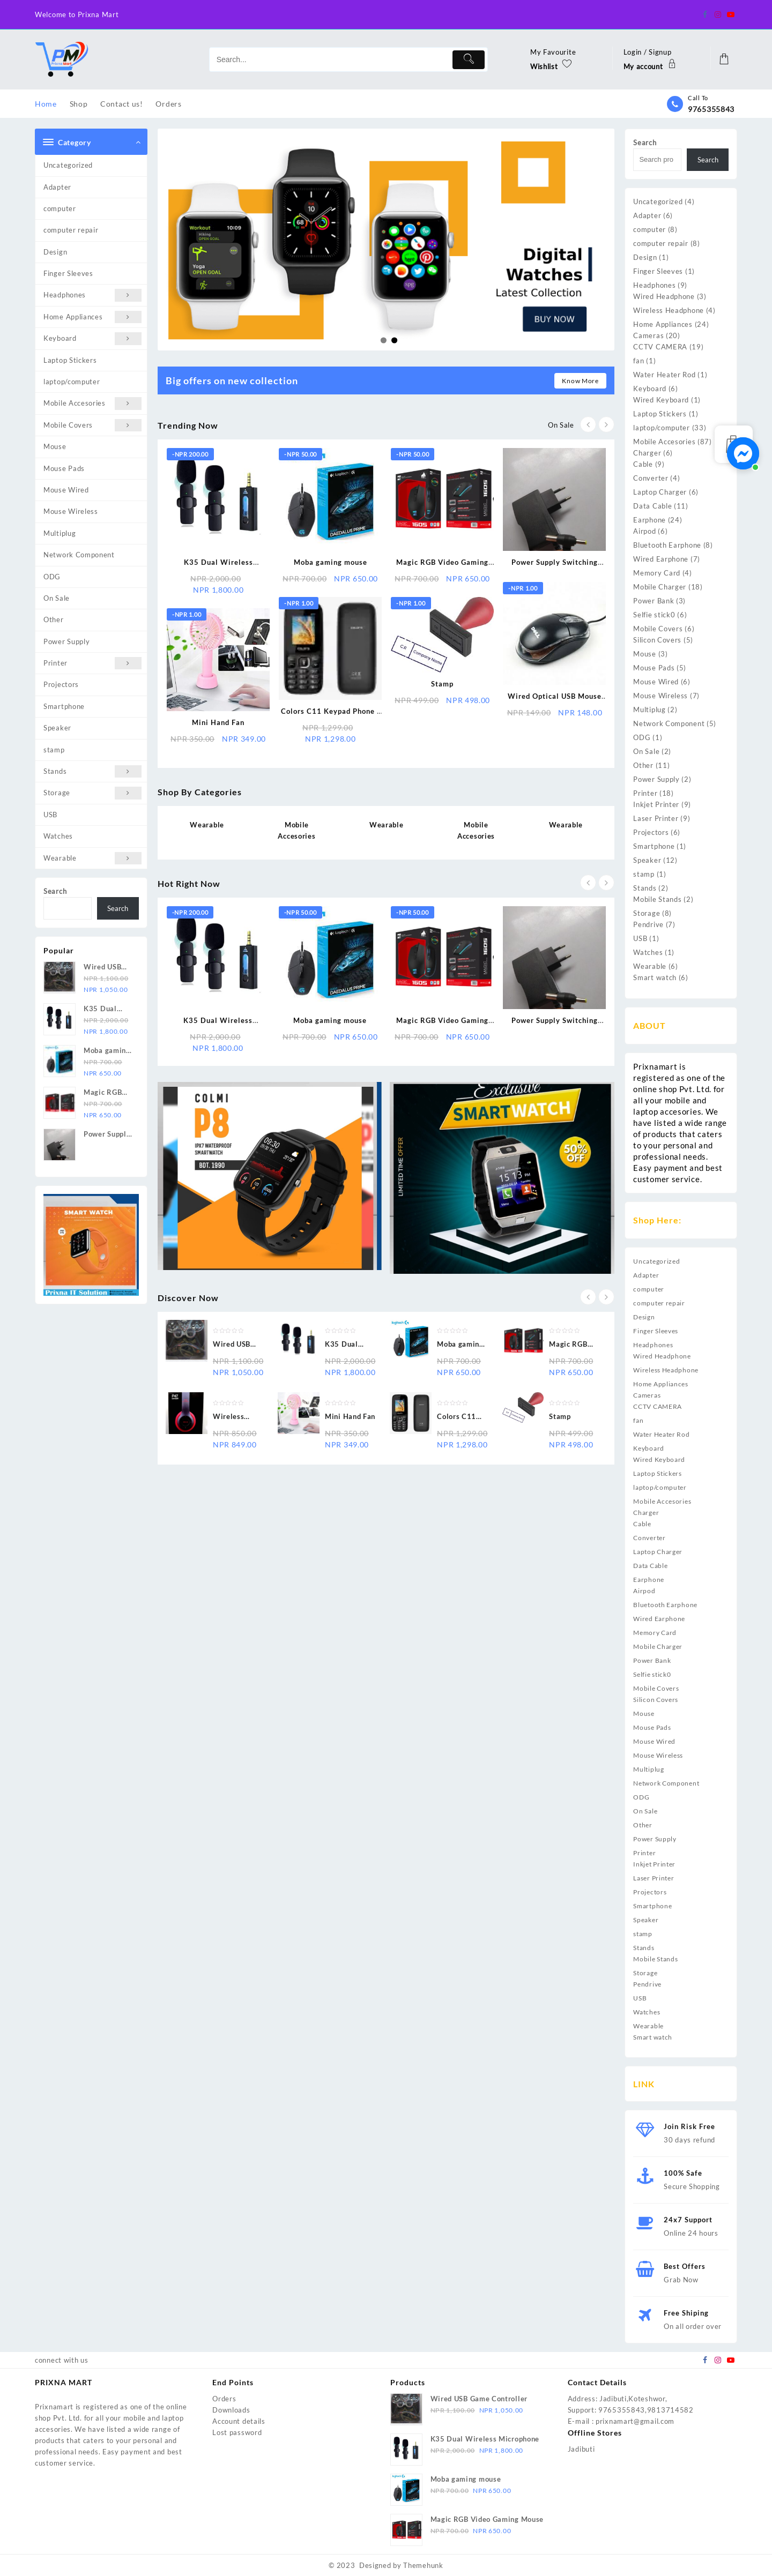 Welcome to Prixna Mart
PM
Search...
My Favourite
Wishlist
Login / Signup
My account
Home
Shop
Contact us!
Orders
Call To
9765355843
Category
Uncategorized
Adapter
computer
computer repair
Design
Finger Sleeves
Headphones
Home Appliances
Keyboard
Laptop Stickers
laptop/computer
Mobile Accesories
Mobile Covers
Mouse
Mouse Pads
Mouse Wired
Mouse Wireless
Multiplug
Network Component
ODG
On Sale
Other
Power Supply
Printer
Projectors
Smartphone
Speaker
stamp
Stands
Storage
USB
Watches
Wearable
Search
Search
Popular
Wired USB...
NPR 1,100.00
NPR 1,050.00
K35 Dual...
NPR 2,000.00
NPR 1,800.00
Moba gamin...
NPR 700.00
NPR 650.00
Magic RGB...
NPR 700.00
NPR 650.00
Power Suppl...
SMART WATCH
Prixna IT Solution
Digital
Watches
Latest Collection
BUY NOW
Big offers on new collection
Know More
Trending Now
On Sale
-NPR 200.00
K35 Dual Wireless...
NPR 2,000.00
NPR 1,800.00
-NPR 50.00
Moba gaming mouse
NPR 700.00 NPR 650.00
-NPR 50.00
Magic RGB Video Gaming...
NPR 700.00 NPR 650.00
Power Supply Switching...
-NPR 1.00
Mini Hand Fan
NPR 350.00 NPR 349.00
-NPR 1.00
Colors C11 Keypad Phone...
NPR 1,299.00
NPR 1,298.00
-NPR 1.00
Company Name
Stamp
NPR 499.00 NPR 498.00
-NPR 1.00
Wired Optical USB Mouse...
NPR 149.00 NPR 148.00
Shop By Categories
Wearable
Mobile
Accesories
Wearable
Mobile
Accesories
Wearable
Hot Right Now
-NPR 200.00
K35 Dual Wireless...
NPR 2,000.00
NPR 1,800.00
-NPR 50.00
Moba gaming mouse
NPR 700.00 NPR 650.00
-NPR 50.00
Magic RGB Video Gaming...
NPR 700.00 NPR 650.00
Power Supply Switching...
COLMI
P8
IPX7 WATERPROOF
SMARTWATCH
BDT. 1990
Exclusive
SMARTWATCH
LIMITED TIME OFFER
50%
OFF
Discover Now
Wired USB...
NPR 1,100.00
NPR 1,050.00
K35 Dual...
NPR 2,000.00
NPR 1,800.00
Moba gamin...
NPR 700.00
NPR 650.00
Magic RGB...
NPR 700.00
NPR 650.00
Wireless...
NPR 850.00
NPR 849.00
Mini Hand Fan
NPR 350.00
NPR 349.00
Colors C11...
NPR 1,299.00
NPR 1,298.00
Stamp
NPR 499.00
NPR 498.00
Search
Search pro
Search
Uncategorized (4)
Adapter (6)
computer (8)
computer repair (8)
Design (1)
Finger Sleeves (1)
Headphones (9)
Wired Headphone (3)
Wireless Headphone (4)
Home Appliances (24)
Cameras (20)
CCTV CAMERA (19)
fan (1)
Water Heater Rod (1)
Keyboard (6)
Wired Keyboard (1)
Laptop Stickers (1)
laptop/computer (33)
Mobile Accesories (87)
Charger (6)
Cable (9)
Converter (4)
Laptop Charger (6)
Data Cable (11)
Earphone (24)
Airpod (6)
Bluetooth Earphone (8)
Wired Earphone (7)
Memory Card (4)
Mobile Charger (18)
Power Bank (3)
Selfie stick0 (6)
Mobile Covers (6)
Silicon Covers (5)
Mouse (3)
Mouse Pads (5)
Mouse Wired (6)
Mouse Wireless (7)
Multiplug (2)
Network Component (5)
ODG (1)
On Sale (2)
Other (11)
Power Supply (2)
Printer (18)
Inkjet Printer (9)
Laser Printer (9)
Projectors (6)
Smartphone (1)
Speaker (12)
stamp (1)
Stands (2)
Mobile Stands (2)
Storage (8)
Pendrive (7)
USB (1)
Watches (1)
Wearable (6)
Smart watch (6)
ABOUT
Prixnamart is
registered as one of the
online shop Pvt. Ltd. for
all your mobile and
laptop accesories. We
have listed a wide range
of products that caters
to your personal and
professional needs.
Easy payment and best
customer service.
Shop Here:
Uncategorized
Adapter
computer
computer repair
Design
Finger Sleeves
Headphones
Wired Headphone
Wireless Headphone
Home Appliances
Cameras
CCTV CAMERA
fan
Water Heater Rod
Keyboard
Wired Keyboard
Laptop Stickers
laptop/computer
Mobile Accesories
Charger
Cable
Converter
Laptop Charger
Data Cable
Earphone
Airpod
Bluetooth Earphone
Wired Earphone
Memory Card
Mobile Charger
Power Bank
Selfie stick0
Mobile Covers
Silicon Covers
Mouse
Mouse Pads
Mouse Wired
Mouse Wireless
Multiplug
Network Component
ODG
On Sale
Other
Power Supply
Printer
Inkjet Printer
Laser Printer
Projectors
Smartphone
Speaker
stamp
Stands
Mobile Stands
Storage
Pendrive
USB
Watches
Wearable
Smart watch
LINK
Join Risk Free
30 days refund
100% Safe
Secure Shopping
24x7 Support
Online 24 hours
Best Offers
Grab Now
Free Shiping
On all order over
connect with us
PRIXNA MART
Prixnamart is registered as one of the online
shop Pvt. Ltd. for all your mobile and laptop
accesories. We have listed a wide range of
products that caters to your personal and
professional needs. Easy payment and best
customer service.
End Points
Orders
Downloads
Account details
Lost password
Products
Wired USB Game Controller
NPR 1,100.00 NPR 1,050.00
K35 Dual Wireless Microphone
NPR 2,000.00 NPR 1,800.00
Moba gaming mouse
NPR 700.00 NPR 650.00
Magic RGB Video Gaming Mouse
NPR 700.00 NPR 650.00
Contact Details
Address: Jadibuti,Koteshwor,
Support: 9765355843,9813714582
E-mail : prixnamart@gmail.com
Offline Stores
Jadibuti
© 2023 Designed by Themehunk